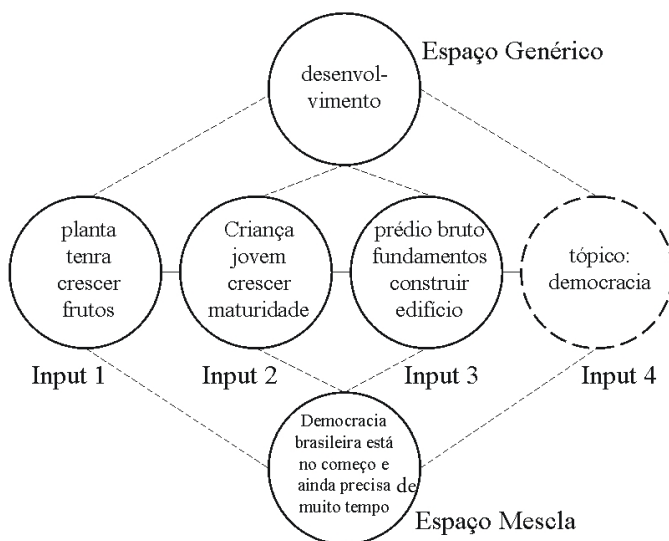 Espaço Genérico
desenvol-
vimento
planta
tenra
crescer
frutos
Criança
jovem
crescer
maturidade
prédio bruto
fundamentos
construir
edifício
tópico:
democracia
Input 1
Input 2
Input 3
Input 4
Democracia
brasileira está
no começo e
ainda precisa de
muito tempo
Espaço Mescla